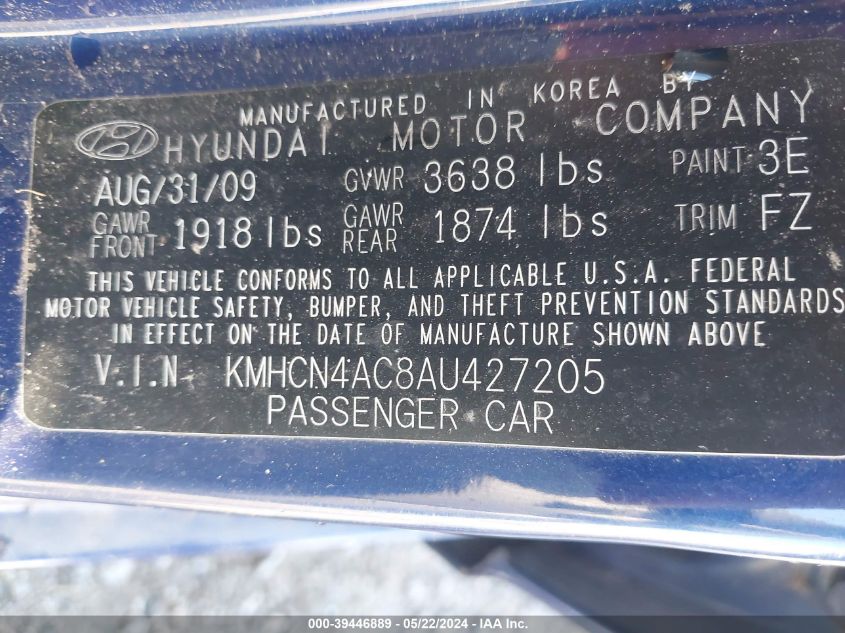 MANUFACTURED IN KOREA BY
HYUNDAI MOTOR COMPANY
AUG/31/09 GVWR 3638 lbs PAINT 3E
GAWR FRONT 1918 lbs GAWR REAR 1874 lbs TRIM FZ
THIS VEHICLE CONFORMS TO ALL APPLICABLE U.S.A. FEDERAL
MOTOR VEHICLE SAFETY, BUMPER, AND THEFT PREVENTION STANDARDS
IN EFFECT ON THE DATE OF MANUFACTURE SHOWN ABOVE
V.I.N KMHCN4AC8AU427205
PASSENGER CAR
000-39446889 - 05/22/2024 - IAA, Inc.